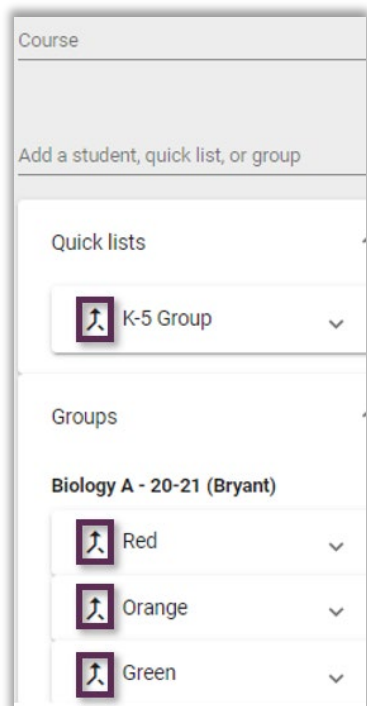 Course
Add a student, quick list, or group
Quick lists
K-5 Group
Groups
Biology A - 20-21 (Bryant)
Red
Orange
Green